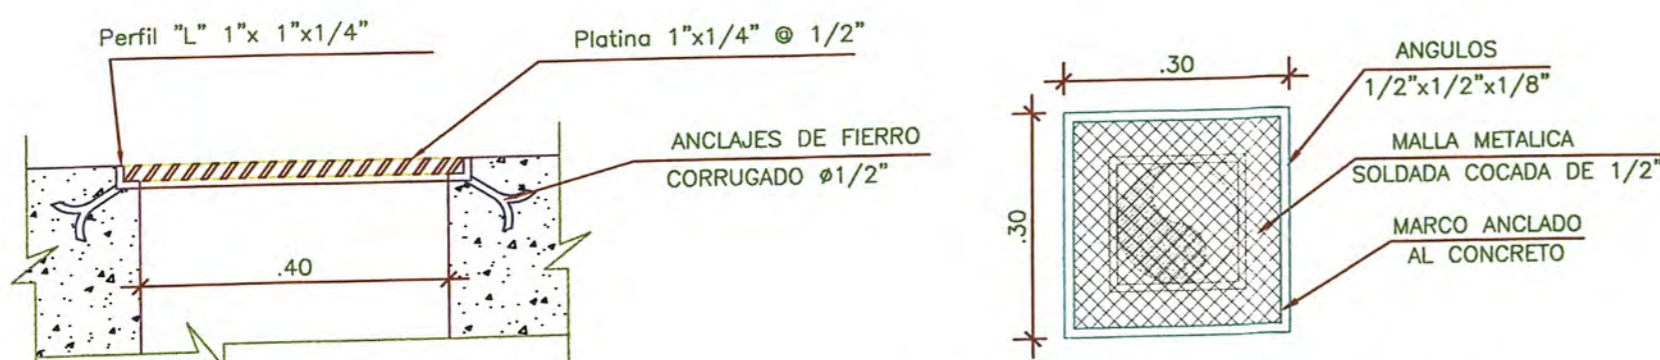 Perfil "L" 1"x 1"x1/4"
Platina 1"x1/4" @ 1/2"
ANCLAJES DE FIERRO
CORRUGADO ø1/2"
.40
.30
.30
ANGULOS
1/2"x1/2"x1/8"
MALLA METALICA
SOLDADA COCADA DE 1/2"
MARCO ANCLADO
AL CONCRETO